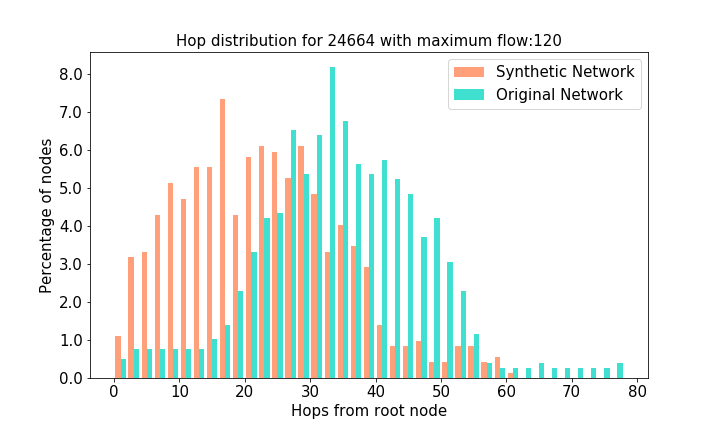 Hop distribution for 24664 with maximum flow:120
Synthetic Network
Original Network
Percentage of nodes
8.0
7.0
6.0
5.0
4.0
3.0
2.0
1.0
0.0
0 10 20 30 40 50 60 70 80
Hops from root node